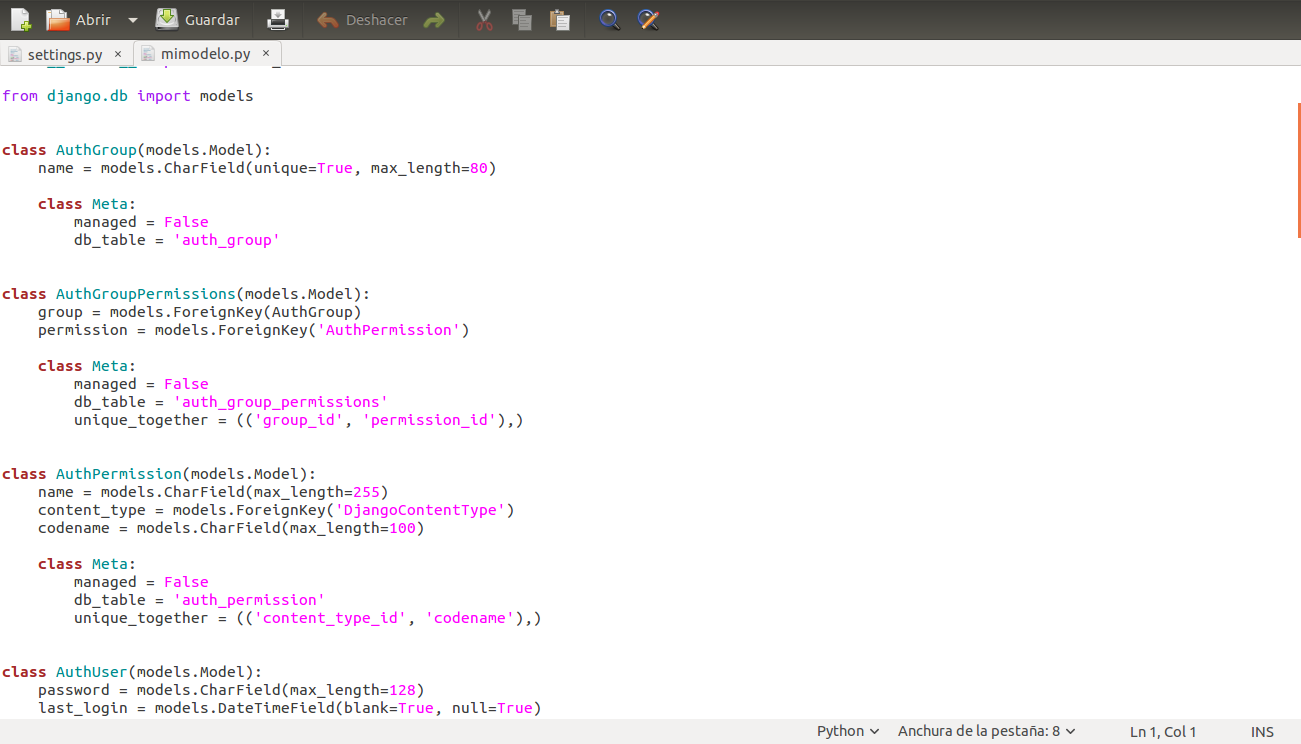 Abrir Guardar Deshacer
settings.py × mimodelo.py ×
from django.db import models
class AuthGroup(models.Model):
    name = models.CharField(unique=True, max_length=80)
    class Meta:
        managed = False
        db_table = 'auth_group'
class AuthGroupPermissions(models.Model):
    group = models.ForeignKey(AuthGroup)
    permission = models.ForeignKey('AuthPermission')
    class Meta:
        managed = False
        db_table = 'auth_group_permissions'
        unique_together = (('group_id', 'permission_id'),)
class AuthPermission(models.Model):
    name = models.CharField(max_length=255)
    content_type = models.ForeignKey('DjangoContentType')
    codename = models.CharField(max_length=100)
    class Meta:
        managed = False
        db_table = 'auth_permission'
        unique_together = (('content_type_id', 'codename'),)
class AuthUser(models.Model):
    password = models.CharField(max_length=128)
    last_login = models.DateTimeField(blank=True, null=True)
Python Anchura de la pestaña: 8 Ln 1, Col 1 INS